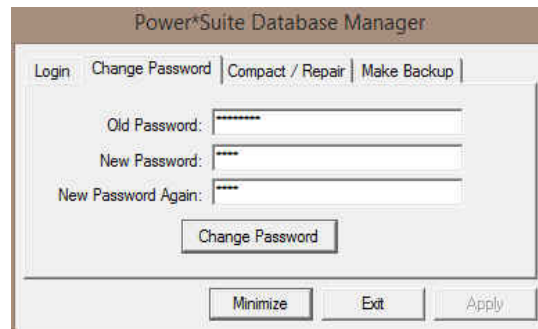 Power*Suite Database Manager
Login Change Password Compact / Repair Make Backup
Old Password: ********
New Password: ****
New Password Again: ****
Change Password
Minimize Exit Apply